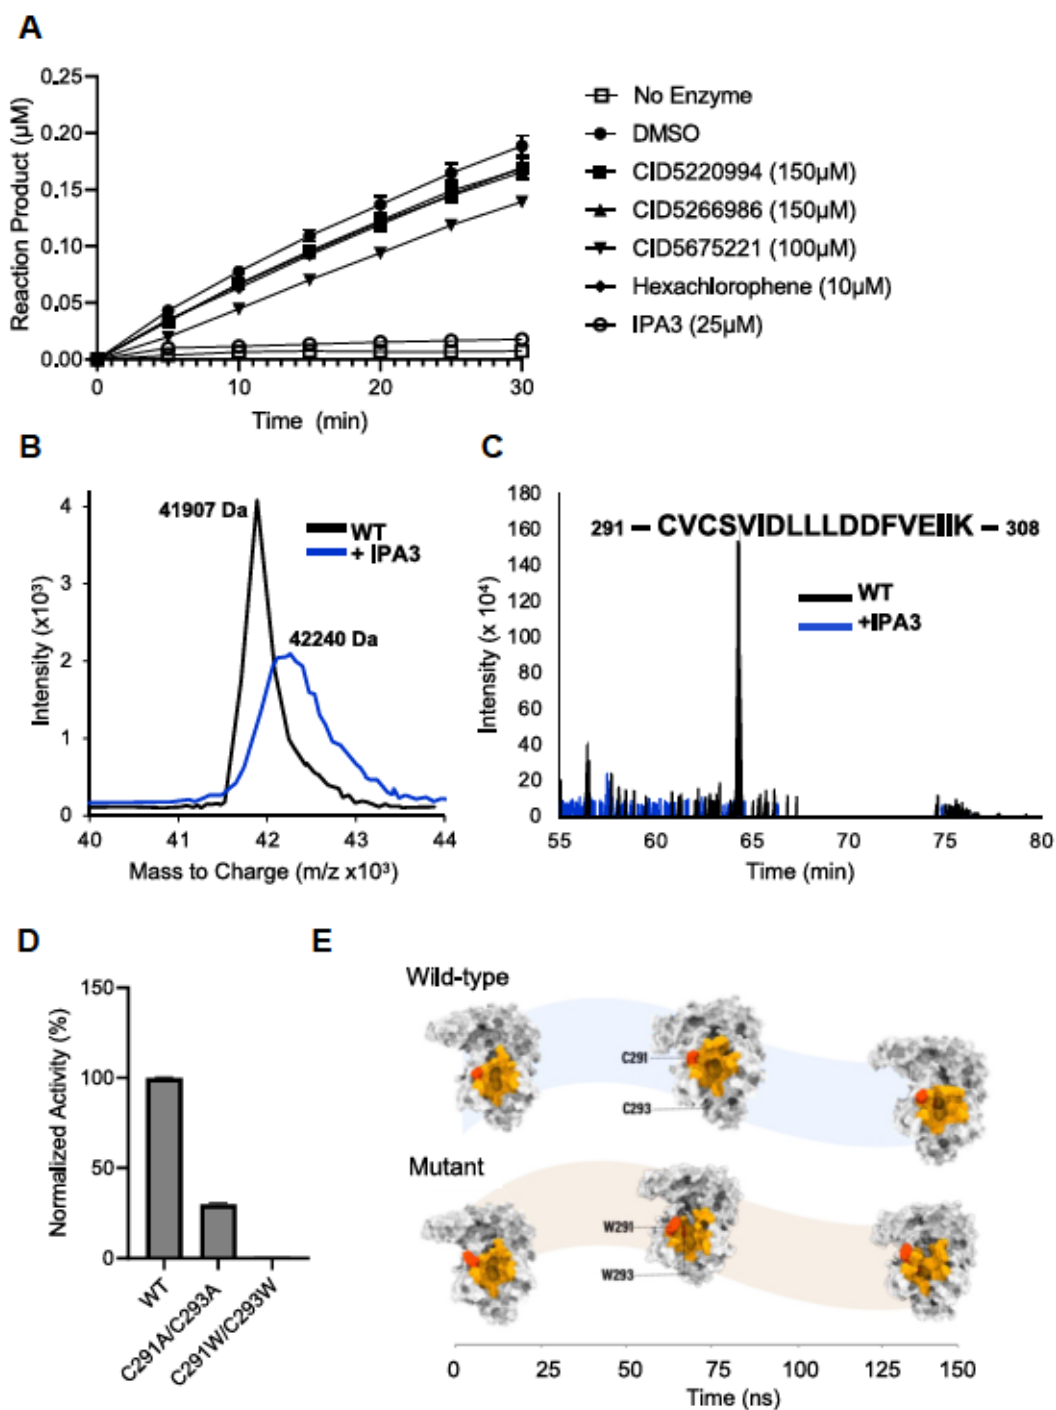 A
0.25
0.20
0.15
0.10
0.05
0.00
Reaction Product (µM)
0
10
20
30
Time (min)
No Enzyme
DMSO
CID5220994 (150µM)
CID5266986 (150µM)
CID5675221 (100µM)
Hexachlorophene (10µM)
IPA3 (25µM)
B
4
3
2
1
0
Intensity (x10³)
41907 Da
WT
+ IPA3
42240 Da
40
41
42
43
44
Mass to Charge (m/z x10³)
C
180
160
140
120
100
80
60
40
20
0
Intensity (x 10⁴)
291 – CVCSVIDLLLDDFVEIIK – 308
WT
+IPA3
55
60
65
70
75
80
Time (min)
D
150
100
50
0
Normalized Activity (%)
WT
C291A/C293A
C291W/C293W
E
Wild-type
C291
C293
Mutant
W291
W293
0
25
50
75
100
125
150
Time (ns)